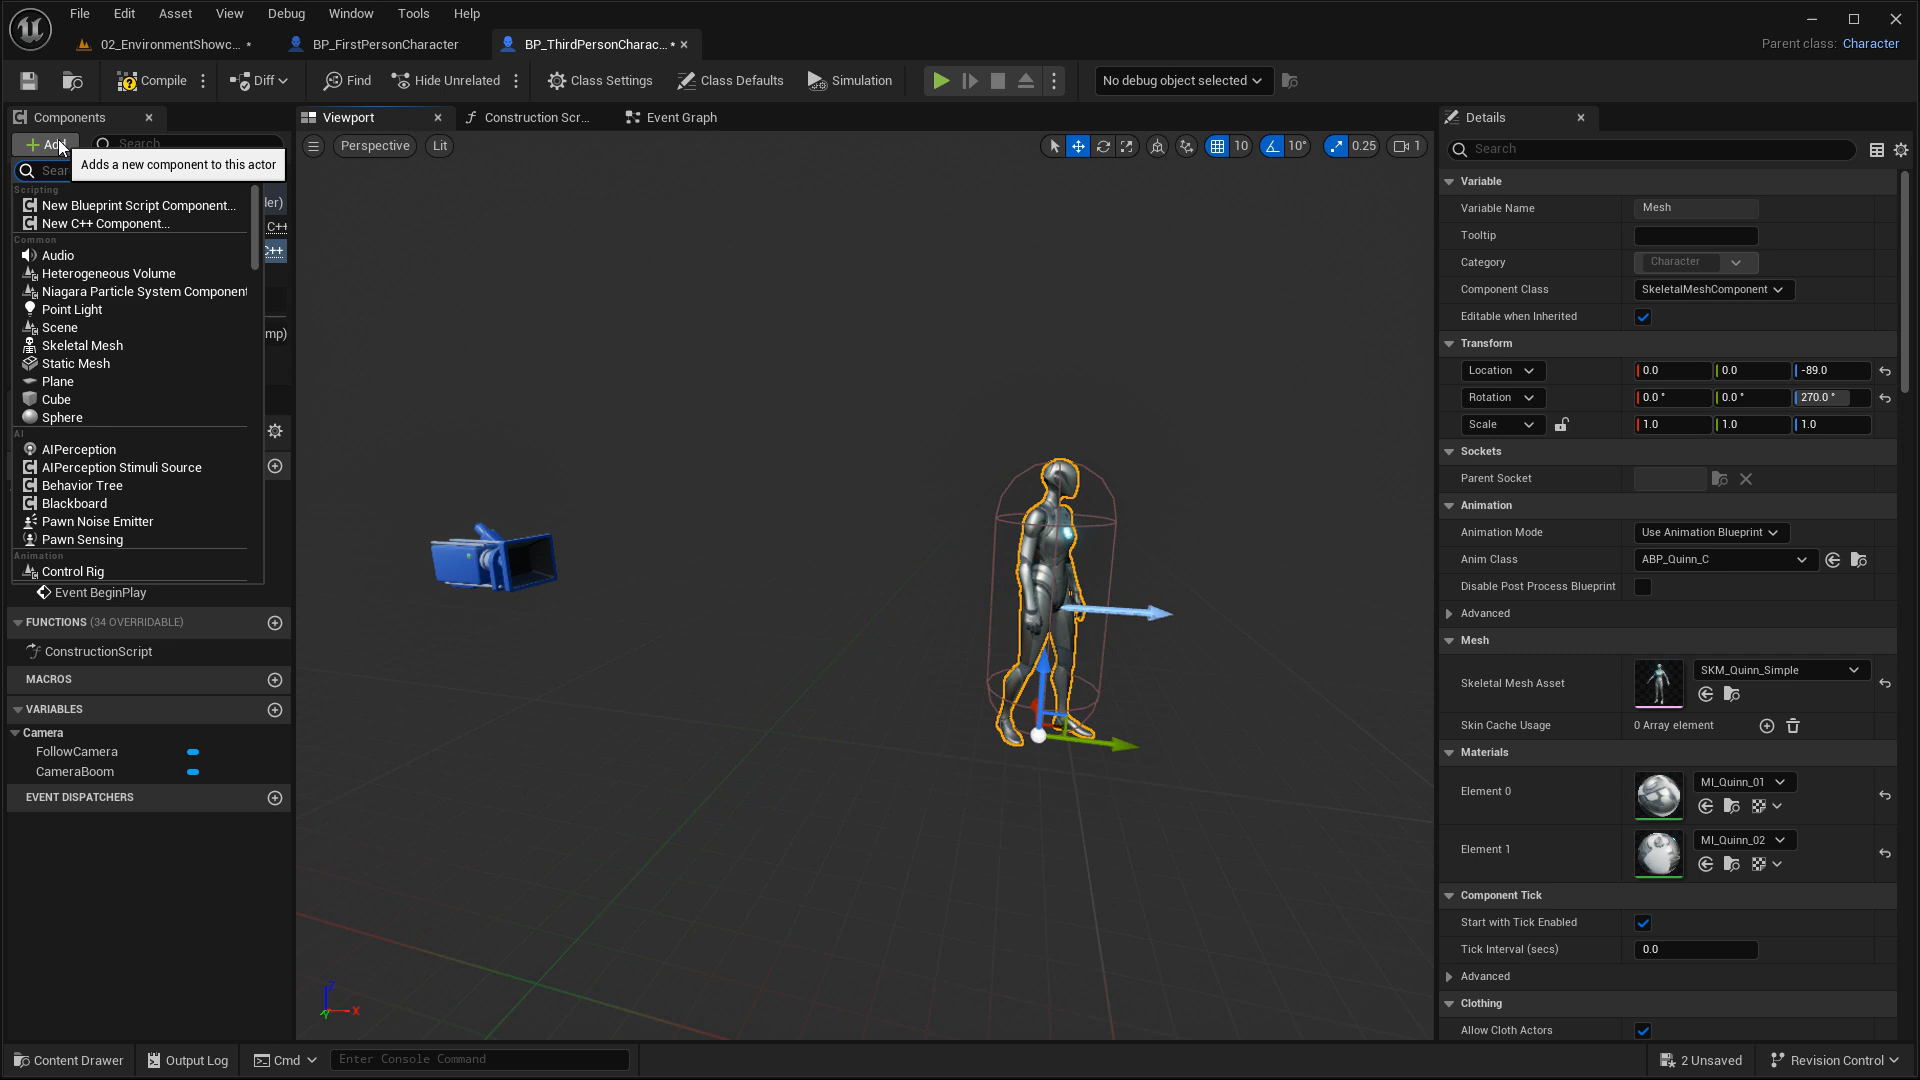 File Edit Asset View Debug Window Tools Help
02_EnvironmentShowc... * BP_FirstPersonCharacter BP_ThirdPersonCharac... *
Parent class: Character
Compile Diff Find Hide Unrelated Class Settings Class Defaults Simulation No debug object selected
Components
Add Search
Adds a new component to this actor
Scripting
New Blueprint Script Component...
New C++ Component...
Common
Audio
Heterogeneous Volume
Niagara Particle System Component
Point Light
Scene
Skeletal Mesh
Static Mesh
Plane
Cube
Sphere
AI
AIPerception
AIPerception Stimuli Source
Behavior Tree
Blackboard
Pawn Noise Emitter
Pawn Sensing
Animation
Control Rig
C++
C++
Event BeginPlay
FUNCTIONS (34 OVERRIDABLE)
ConstructionScript
MACROS
VARIABLES
Camera
FollowCamera
CameraBoom
EVENT DISPATCHERS
Viewport Construction Scr... Event Graph
Perspective Lit 10 10° 0.25 1
Z
X
Y
Details
Search
Variable
Variable Name Mesh
Tooltip
Category Character
Component Class SkeletalMeshComponent
Editable when Inherited
Transform
Location 0.0 0.0 -89.0
Rotation 0.0 ° 0.0 ° 270.0 °
Scale 1.0 1.0 1.0
Sockets
Parent Socket
Animation
Animation Mode Use Animation Blueprint
Anim Class ABP_Quinn_C
Disable Post Process Blueprint
Advanced
Mesh
Skeletal Mesh Asset SKM_Quinn_Simple
Skin Cache Usage 0 Array element
Materials
Element 0 MI_Quinn_01
Element 1 MI_Quinn_02
Component Tick
Start with Tick Enabled
Tick Interval (secs) 0.0
Advanced
Clothing
Allow Cloth Actors
Content Drawer Output Log Cmd Enter Console Command 2 Unsaved Revision Control